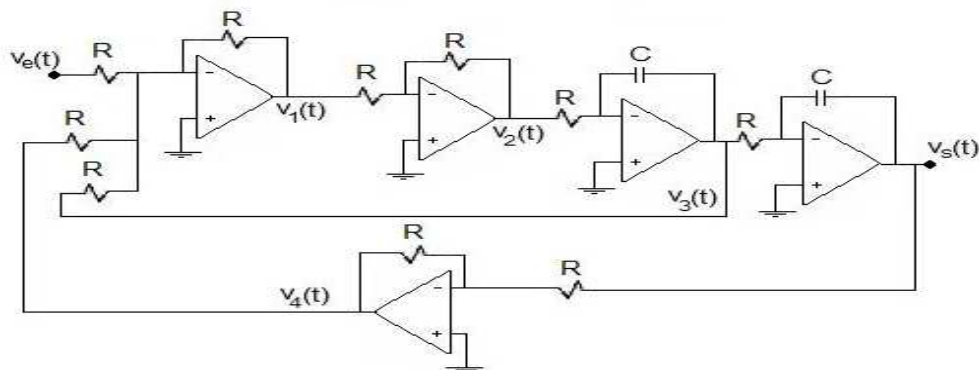 R
R
R
C
C
vₑ(t)
R
R
R
R
v₁(t)
v₂(t)
v₃(t)
vₛ(t)
R
R
R
R
v₄(t)
- +
- +
- +
- +
- +